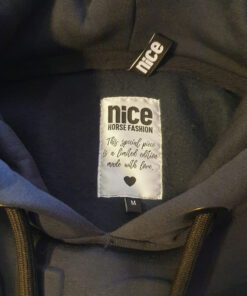 nice
nice
HORSE FASHION
This special piece
is a limited edition
made with love.
M